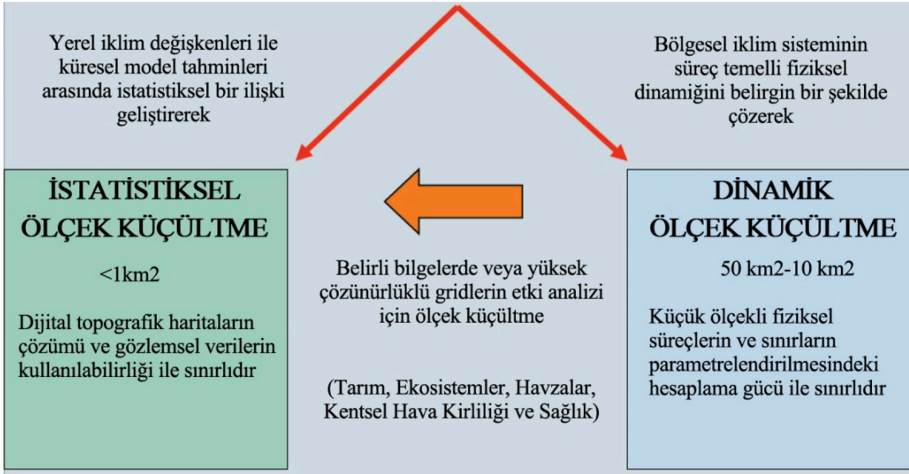 Yerel iklim değişkenleri ile
küresel model tahminleri
arasında istatistiksel bir ilişki
geliştirerek
Bölgesel iklim sisteminin
süreç temelli fiziksel
dinamiğini belirgin bir şekilde
çözerek
İSTATİSTİKSEL
ÖLÇEK KÜÇÜLTME
<1km2
Dijital topografik haritaların
çözümü ve gözlemsel verilerin
kullanılabilirliği ile sınırlıdır
Belirli bilgelerde veya yüksek
çözünürlüklü gridlerin etki analizi
için ölçek küçültme
(Tarım, Ekosistemler, Havzalar,
Kentsel Hava Kirliliği ve Sağlık)
DİNAMİK
ÖLÇEK KÜÇÜLTME
50 km2-10 km2
Küçük ölçekli fiziksel
süreçlerin ve sınırların
parametrelendirilmesindeki
hesaplama gücü ile sınırlıdır